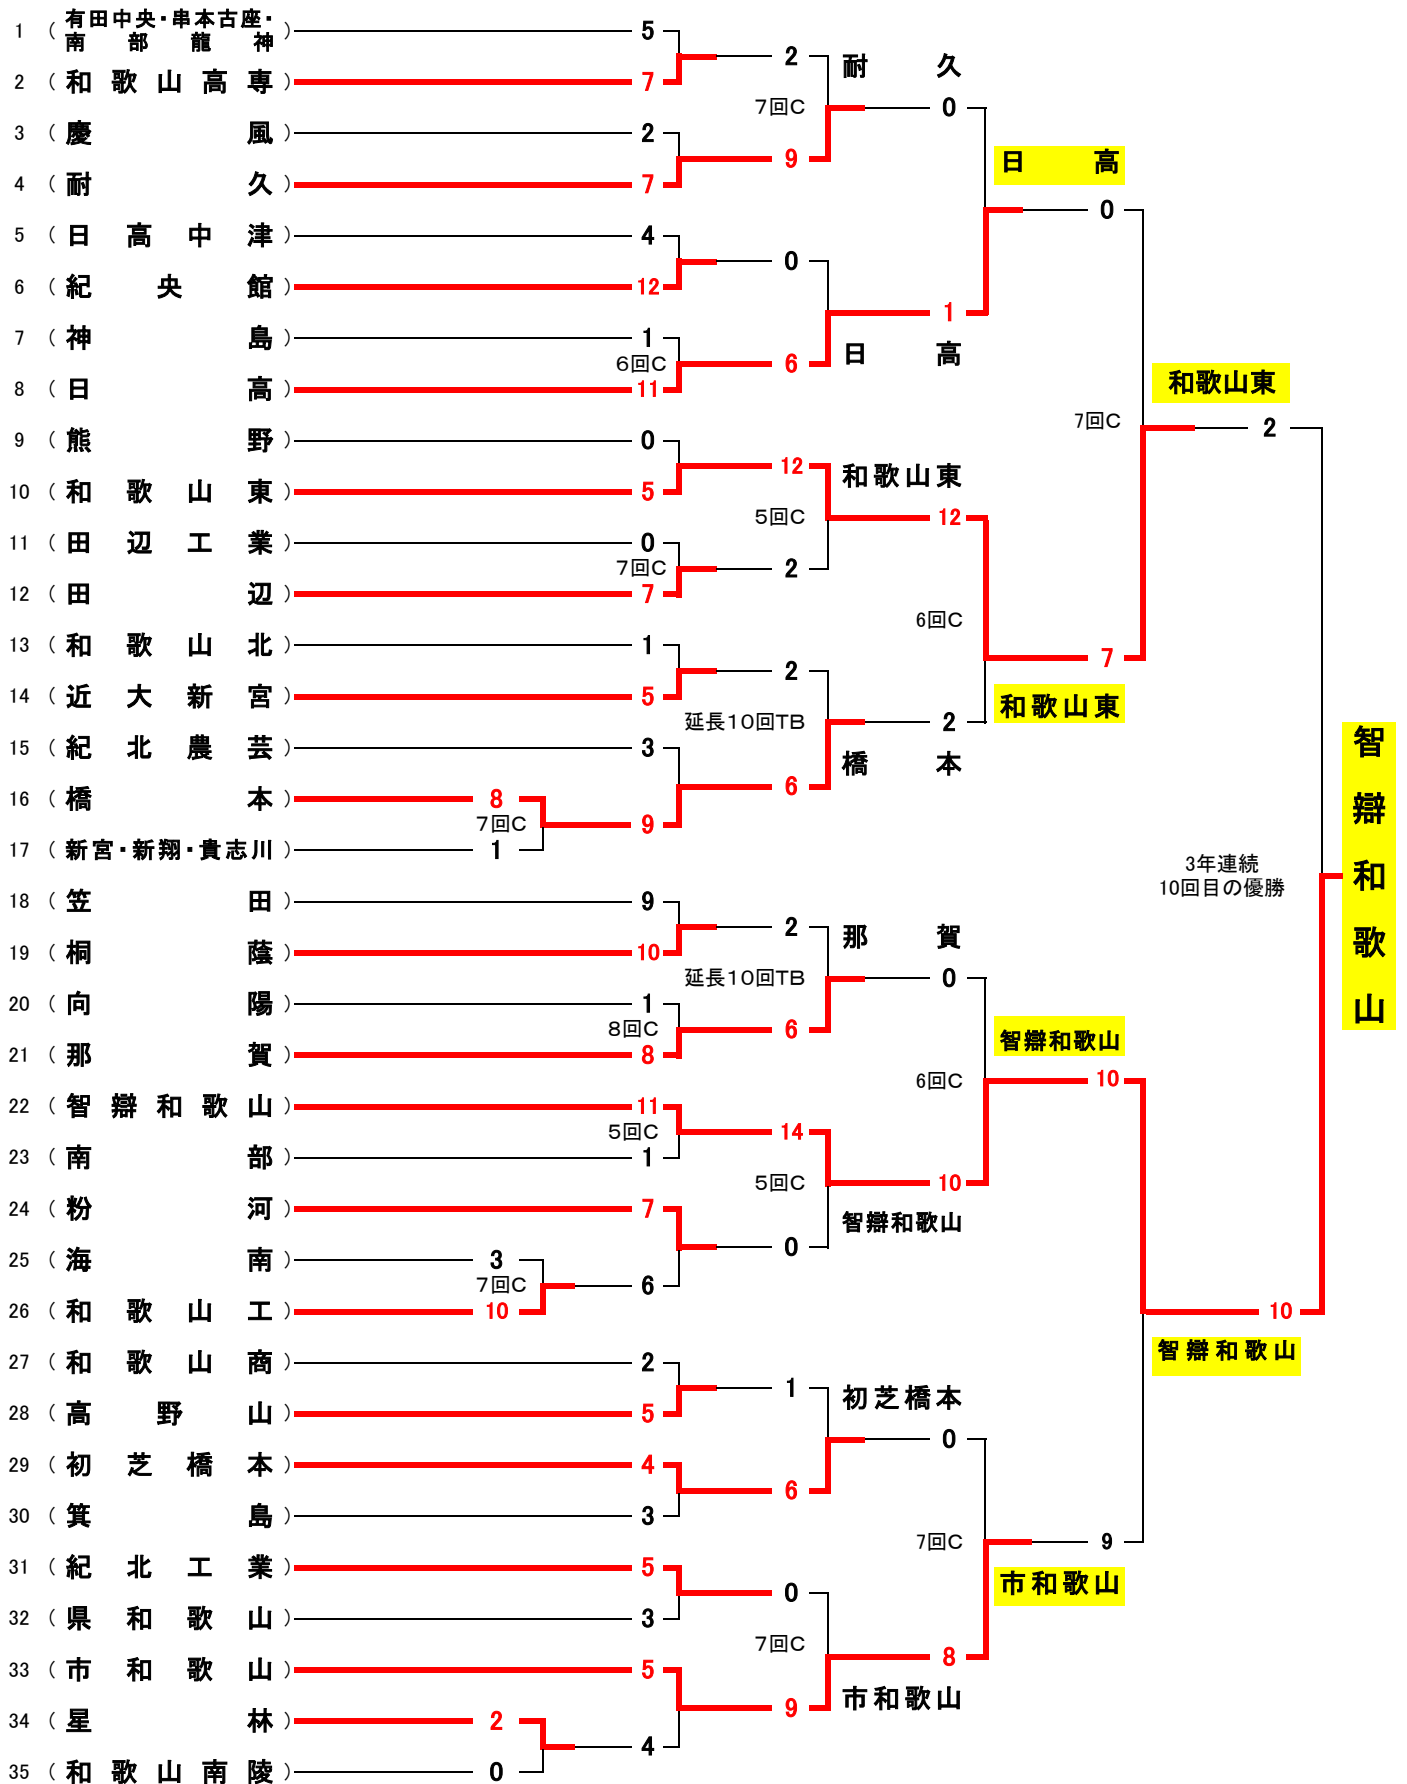 1 （ 有田中央・串本古座・南部龍神 ） 5
2 （ 和歌山高専 ） 7
3 （ 慶風 ） 2
4 （ 耐久 ） 7
5 （ 日高中津 ） 4
6 （ 紀央館 ） 12
7 （ 神島 ） 1
6回C
8 （ 日高 ） 11
9 （ 熊野 ） 0
10 （ 和歌山東 ） 5
11 （ 田辺工業 ） 0
7回C
12 （ 田辺 ） 7
13 （ 和歌山北 ） 1
14 （ 近大新宮 ） 5
15 （ 紀北農芸 ） 3
16 （ 橋本 ） 8
7回C
9
17 （ 新宮・新翔・貴志川 ） 1
18 （ 笠田 ） 9
19 （ 桐蔭 ） 10
20 （ 向陽 ） 1
8回C
21 （ 那賀 ） 8
22 （ 智辯和歌山 ） 11
5回C
23 （ 南部 ） 1
24 （ 粉河 ） 7
25 （ 海南 ） 3
7回C
6
26 （ 和歌山工 ） 10
27 （ 和歌山商 ） 2
28 （ 高野山 ） 5
29 （ 初芝橋本 ） 4
30 （ 箕島 ） 3
31 （ 紀北工業 ） 5
32 （ 県和歌山 ） 3
33 （ 市和歌山 ） 5
34 （ 星林 ） 2
4
35 （ 和歌山南陵 ） 0
2
7回C
9
0
6
12
5回C
2
2
延長10回TB
6
2
延長10回TB
6
14
5回C
0
1
6
0
7回C
9
耐久
0
1
日高
和歌山東
12
6回C
2
橋本
那賀
0
6回C
10
智辯和歌山
初芝橋本
0
7回C
8
市和歌山
日高
0
7回C
7
和歌山東
智辯和歌山
10
9
市和歌山
和歌山東
2
3年連続
10回目の優勝
10
智辯和歌山
智辯和歌山